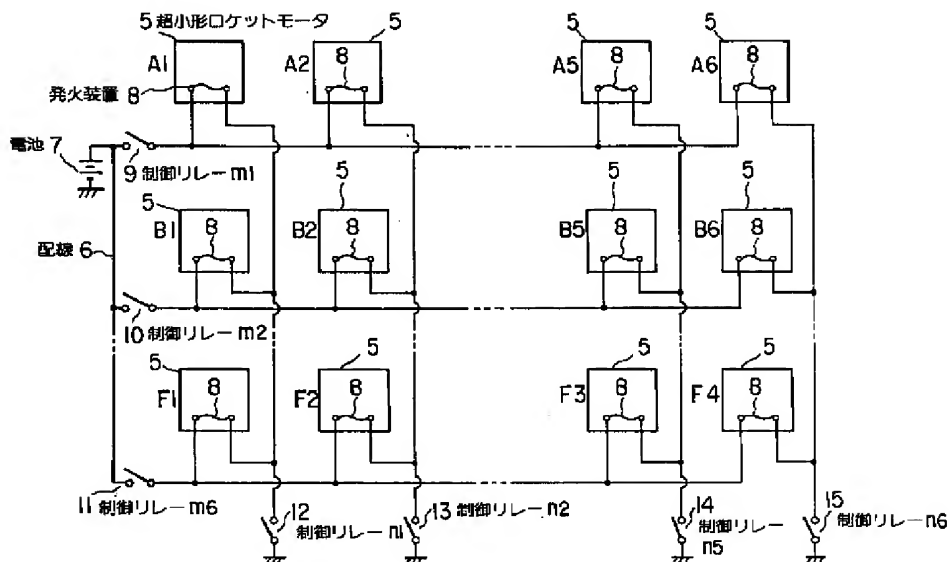 5 超小形ロケットモータ
5
5
5
A1
A2
8
A5
8
A6
8
発火装置 8
電池 7
9 制御リレー m1
5
5
5
5
B1
8
B2
8
B5
8
B6
8
配線 6
10 制御リレー m2
5
5
5
5
F1
8
F2
8
F3
8
F4
8
11 制御リレー m6
12
制御リレー n1
13 制御リレー n2
14
制御リレー
n5
15
制御リレー n6